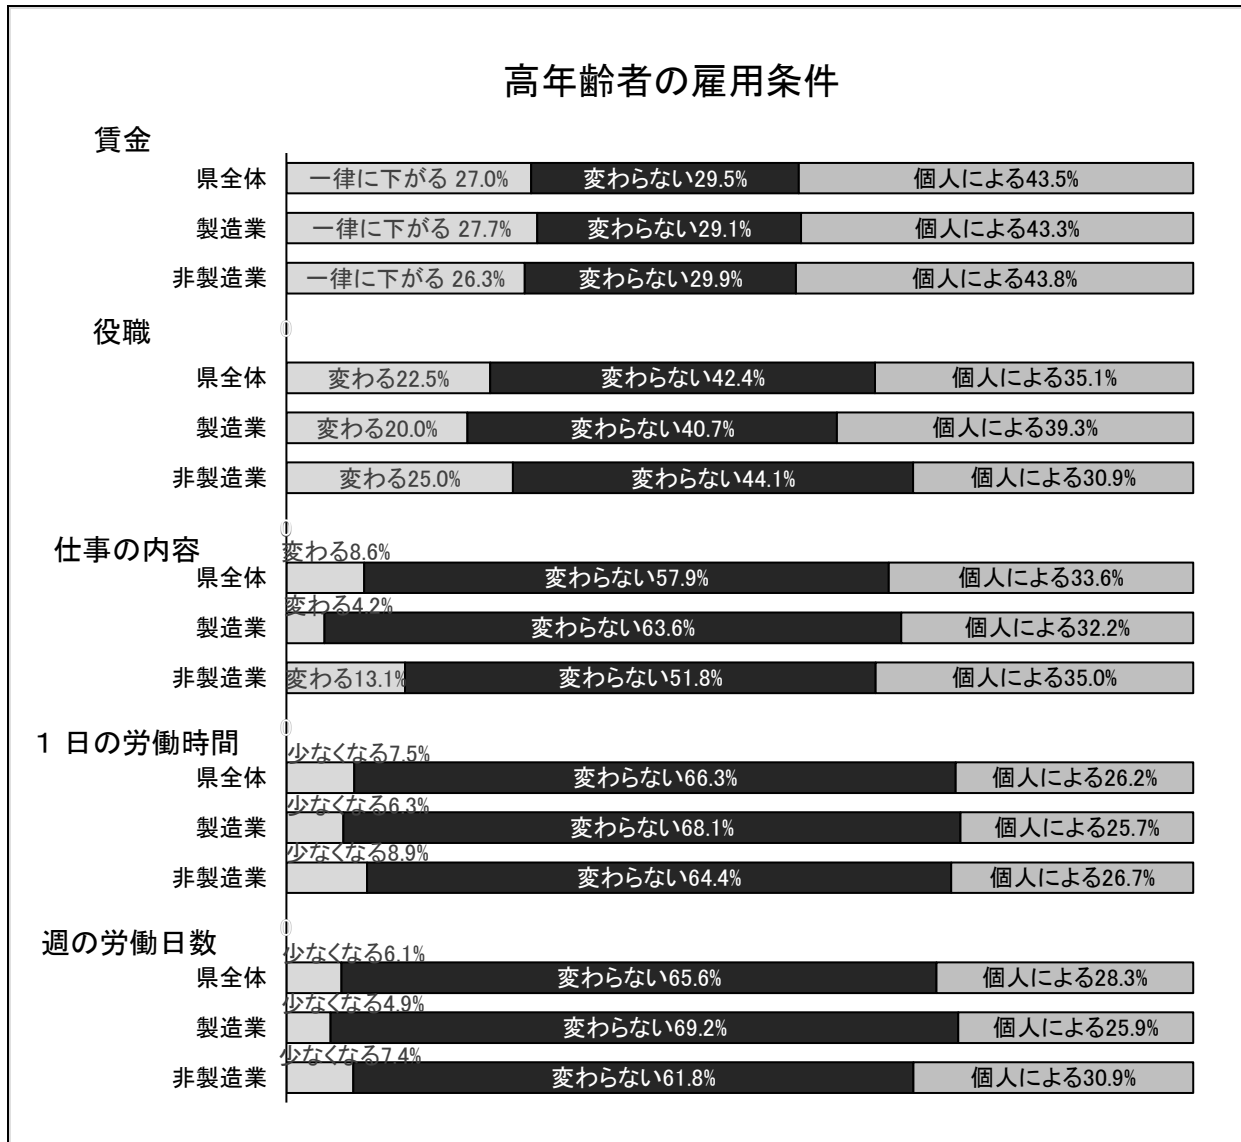 高年齢者の雇用条件
賃金
県全体 一律に下がる 27.0% 変わらない29.5% 個人による43.5%
製造業 一律に下がる 27.7% 変わらない29.1% 個人による43.3%
非製造業 一律に下がる 26.3% 変わらない29.9% 個人による43.8%
役職 0
県全体 変わる22.5% 変わらない42.4% 個人による35.1%
製造業 変わる20.0% 変わらない40.7% 個人による39.3%
非製造業 変わる25.0% 変わらない44.1% 個人による30.9%
0
仕事の内容
県全体 変わる8.6% 変わらない57.9% 個人による33.6%
製造業 変わる4.2% 変わらない63.6% 個人による32.2%
非製造業 変わる13.1% 変わらない51.8% 個人による35.0%
0
1 日の労働時間
県全体 少なくなる7.5% 変わらない66.3% 個人による26.2%
製造業 少なくなる6.3% 変わらない68.1% 個人による25.7%
非製造業 少なくなる8.9% 変わらない64.4% 個人による26.7%
0
週の労働日数
県全体 少なくなる6.1% 変わらない65.6% 個人による28.3%
製造業 少なくなる4.9% 変わらない69.2% 個人による25.9%
非製造業 少なくなる7.4% 変わらない61.8% 個人による30.9%